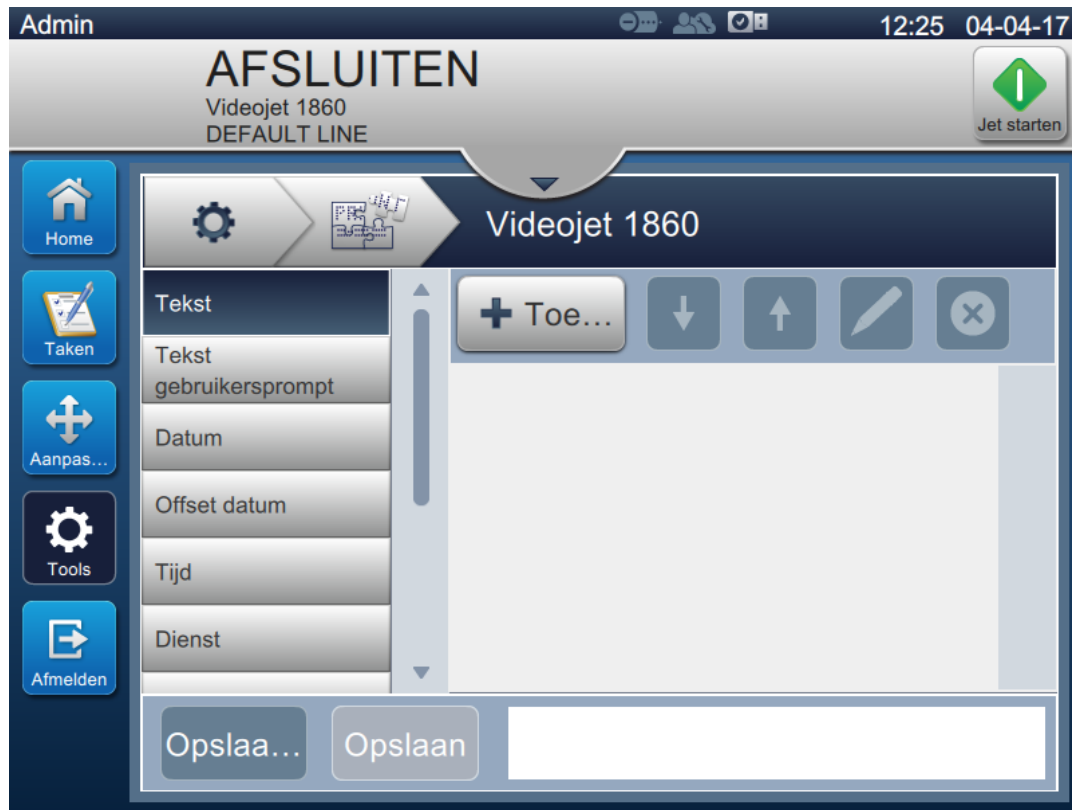 Admin
12:25 04-04-17
AFSLUITEN
Videojet 1860
DEFAULT LINE
Jet starten
Home
Videojet 1860
Tekst
Toe...
Taken
Tekst
gebruikersprompt
Datum
Aanpas...
Offset datum
Tools
Tijd
Dienst
Afmelden
Opslaa...
Opslaan